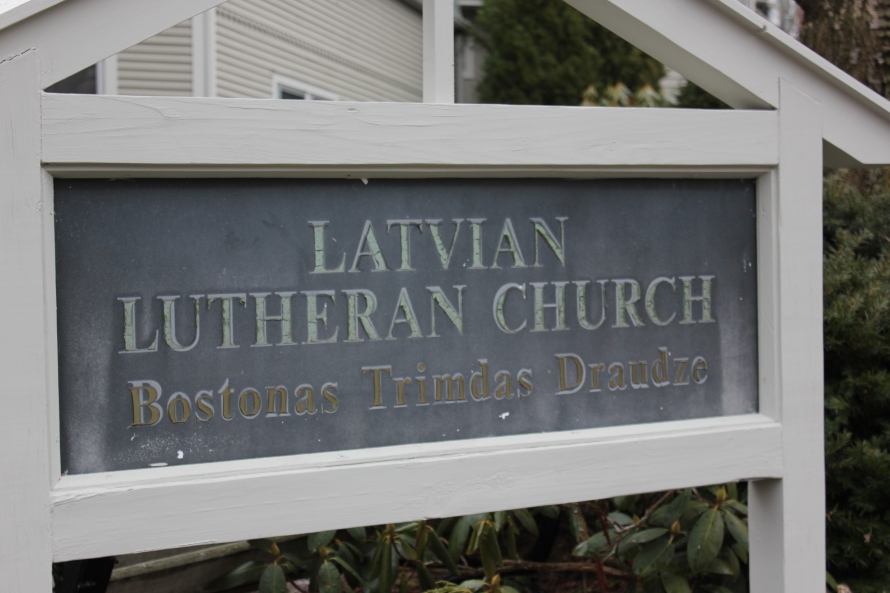 LATVIAN
LUTHERAN CHURCH
Bostonas Trimdas Draudze